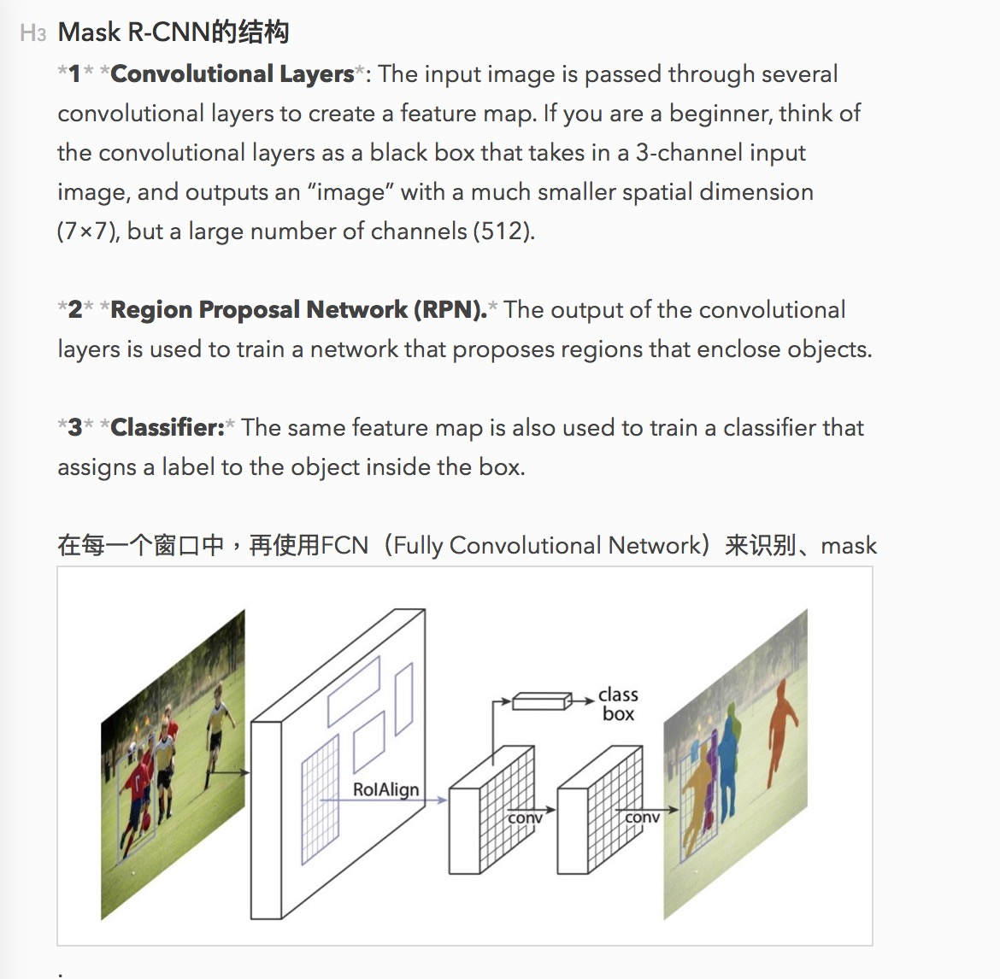 H3 Mask R-CNN的结构
*1* *Convolutional Layers*: The input image is passed through several
convolutional layers to create a feature map. If you are a beginner, think of
the convolutional layers as a black box that takes in a 3-channel input
image, and outputs an “image” with a much smaller spatial dimension
(7×7), but a large number of channels (512).
*2* *Region Proposal Network (RPN).* The output of the convolutional
layers is used to train a network that proposes regions that enclose objects.
*3* *Classifier:* The same feature map is also used to train a classifier that
assigns a label to the object inside the box.
在每一个窗口中，再使用FCN（Fully Convolutional Network）来识别、mask
class
box
RoIAlign
conv
conv
.